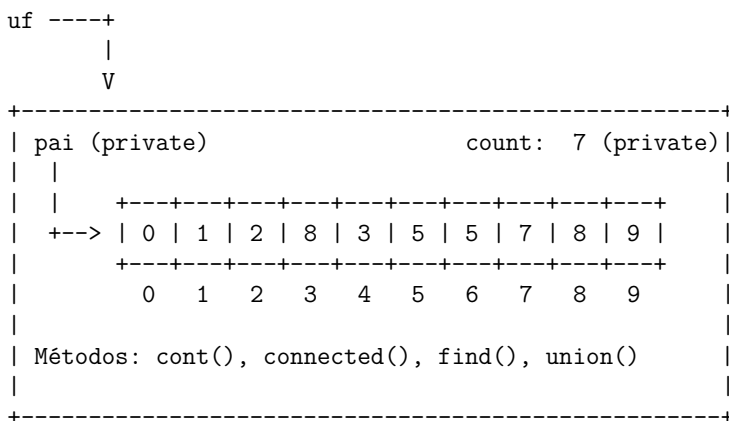 uf ----+
       |
       V
+----------------------------------------------------+
| pai (private)                   count:  7 (private)|
|  |                                                 |
|  |    +---+---+---+---+---+---+---+---+---+---+    |
|  +--> | 0 | 1 | 2 | 8 | 3 | 5 | 5 | 7 | 8 | 9 |    |
|       +---+---+---+---+---+---+---+---+---+---+    |
|         0   1   2   3   4   5   6   7   8   9      |
|                                                    |
| Métodos: cont(), connected(), find(), union()      |
|                                                    |
+----------------------------------------------------+